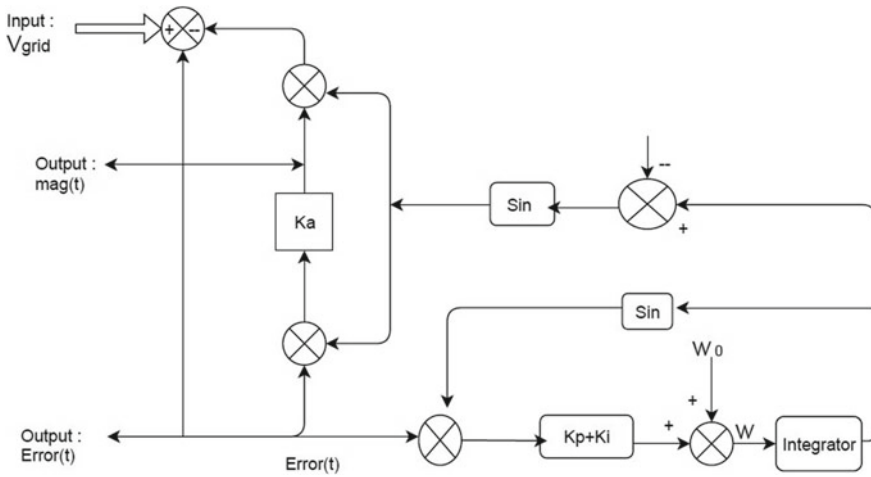 Input :
Vgrid
+
--
Output :
mag(t)
Ka
Sin
--
+
Sin
W0
+
Output :
Error(t)
Error(t)
Kp+Ki
+
W
Integrator